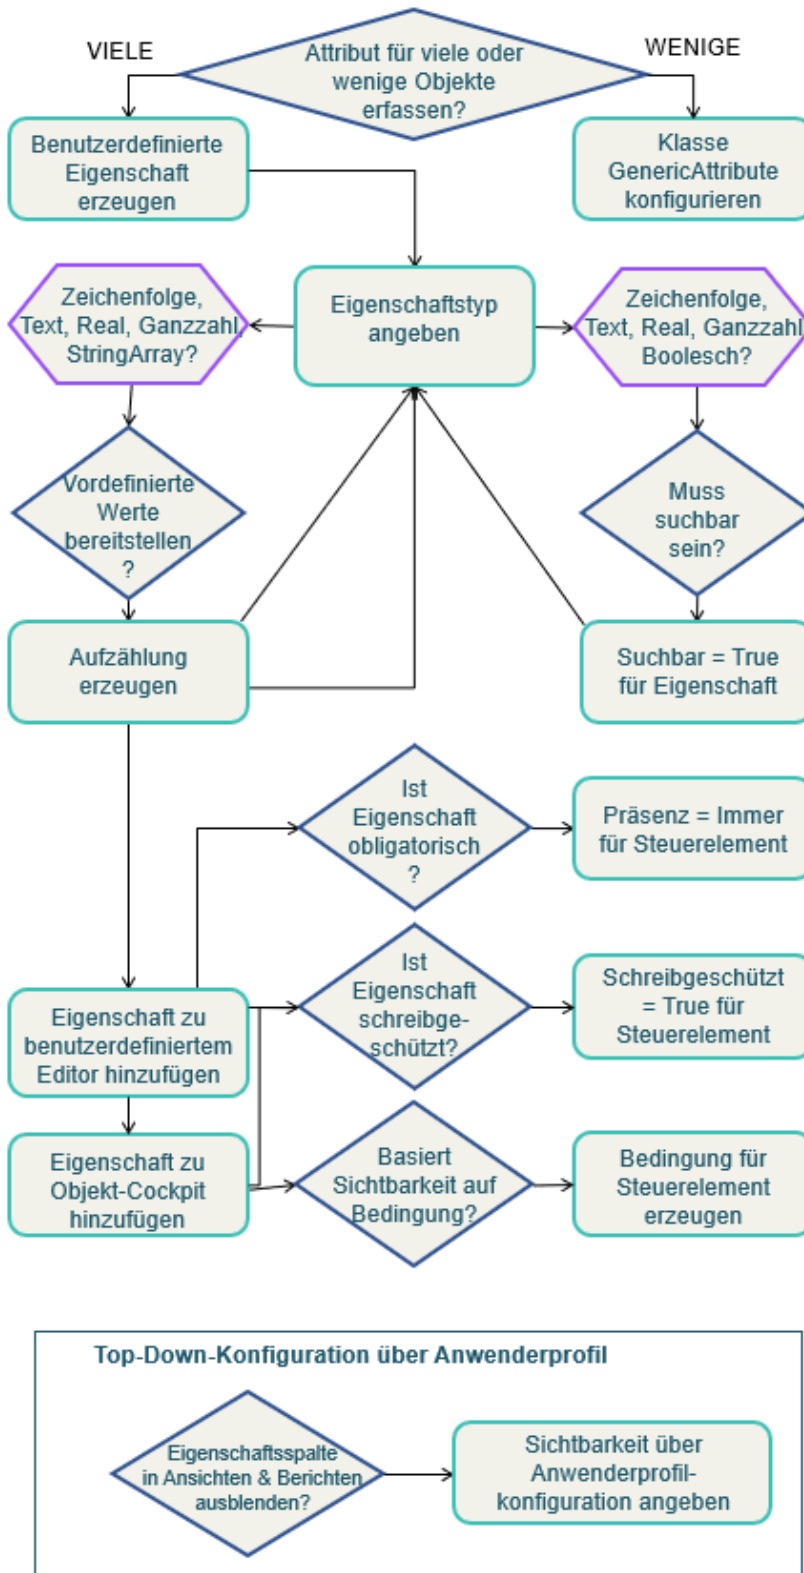 VIELE
Attribut für viele oder
wenige Objekte
erfassen?
WENIGE
Benutzerdefinierte
Eigenschaft
erzeugen
Klasse
GenericAttribute
konfigurieren
Zeichenfolge,
Text, Real, Ganzzahl,
StringArray?
Eigenschaftstyp
angeben
Zeichenfolge,
Text, Real, Ganzzahl,
Boolesch?
Vordefinierte
Werte
bereitstellen
?
Muss
suchbar
sein?
Aufzählung
erzeugen
Suchbar = True
für Eigenschaft
Ist
Eigenschaft
obligatorisch
?
Präsenz = Immer
für Steuerelement
Eigenschaft zu
benutzerdefiniertem
Editor hinzufügen
Ist
Eigenschaft
schreibge-
schützt?
Schreibgeschützt
= True für
Steuerelement
Eigenschaft zu
Objekt-Cockpit
hinzufügen
Basiert
Sichtbarkeit auf
Bedingung?
Bedingung für
Steuerelement
erzeugen
Top-Down-Konfiguration über Anwenderprofil
Eigenschaftsspalte
in Ansichten & Berichten
ausblenden?
Sichtbarkeit über
Anwenderprofil-
konfiguration angeben